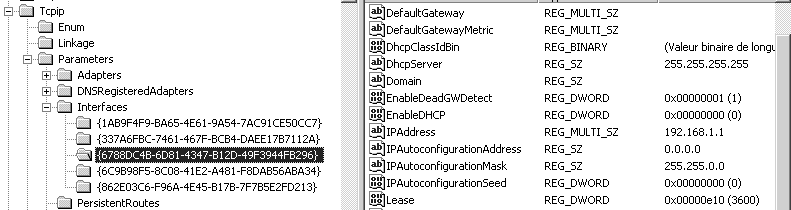 Tcpip
Enum
Linkage
Parameters
Adapters
DNSRegisteredAdapters
Interfaces
{1AB9F4F9-BA65-4E61-9A54-7AC91CE50CC7}
{337A6FBC-7461-467F-BCB4-DAEE17B7112A}
{6788DC4B-6D81-4347-B12D-49F3944FB296}
{6C9B98F5-8C08-41E2-A481-F8DAB56ABA34}
{862E03C6-F96A-4E45-B17B-7F7B5E2FD213}
PersistentRoutes
DefaultGateway REG_MULTI_SZ
DefaultGatewayMetric REG_MULTI_SZ
DhcpClassIdBin REG_BINARY (Valeur binaire de longu
DhcpServer REG_SZ 255.255.255.255
Domain REG_SZ
EnableDeadGWDetect REG_DWORD 0x00000001 (1)
EnableDHCP REG_DWORD 0x00000000 (0)
IPAddress REG_MULTI_SZ 192.168.1.1
IPAutoconfigurationAddress REG_SZ 0.0.0.0
IPAutoconfigurationMask REG_SZ 255.255.0.0
IPAutoconfigurationSeed REG_DWORD 0x00000000 (0)
Lease REG_DWORD 0x00000e10 (3600)